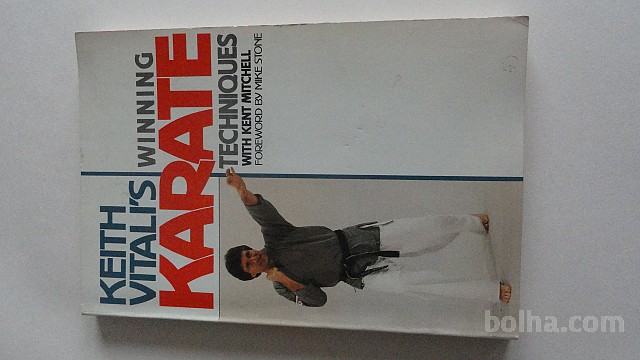 KEITH
VITALI'S WINNING
KARATE
TECHNIQUES
WITH KENT MITCHELL
FOREWORD BY MIKE STONE
bolha.com